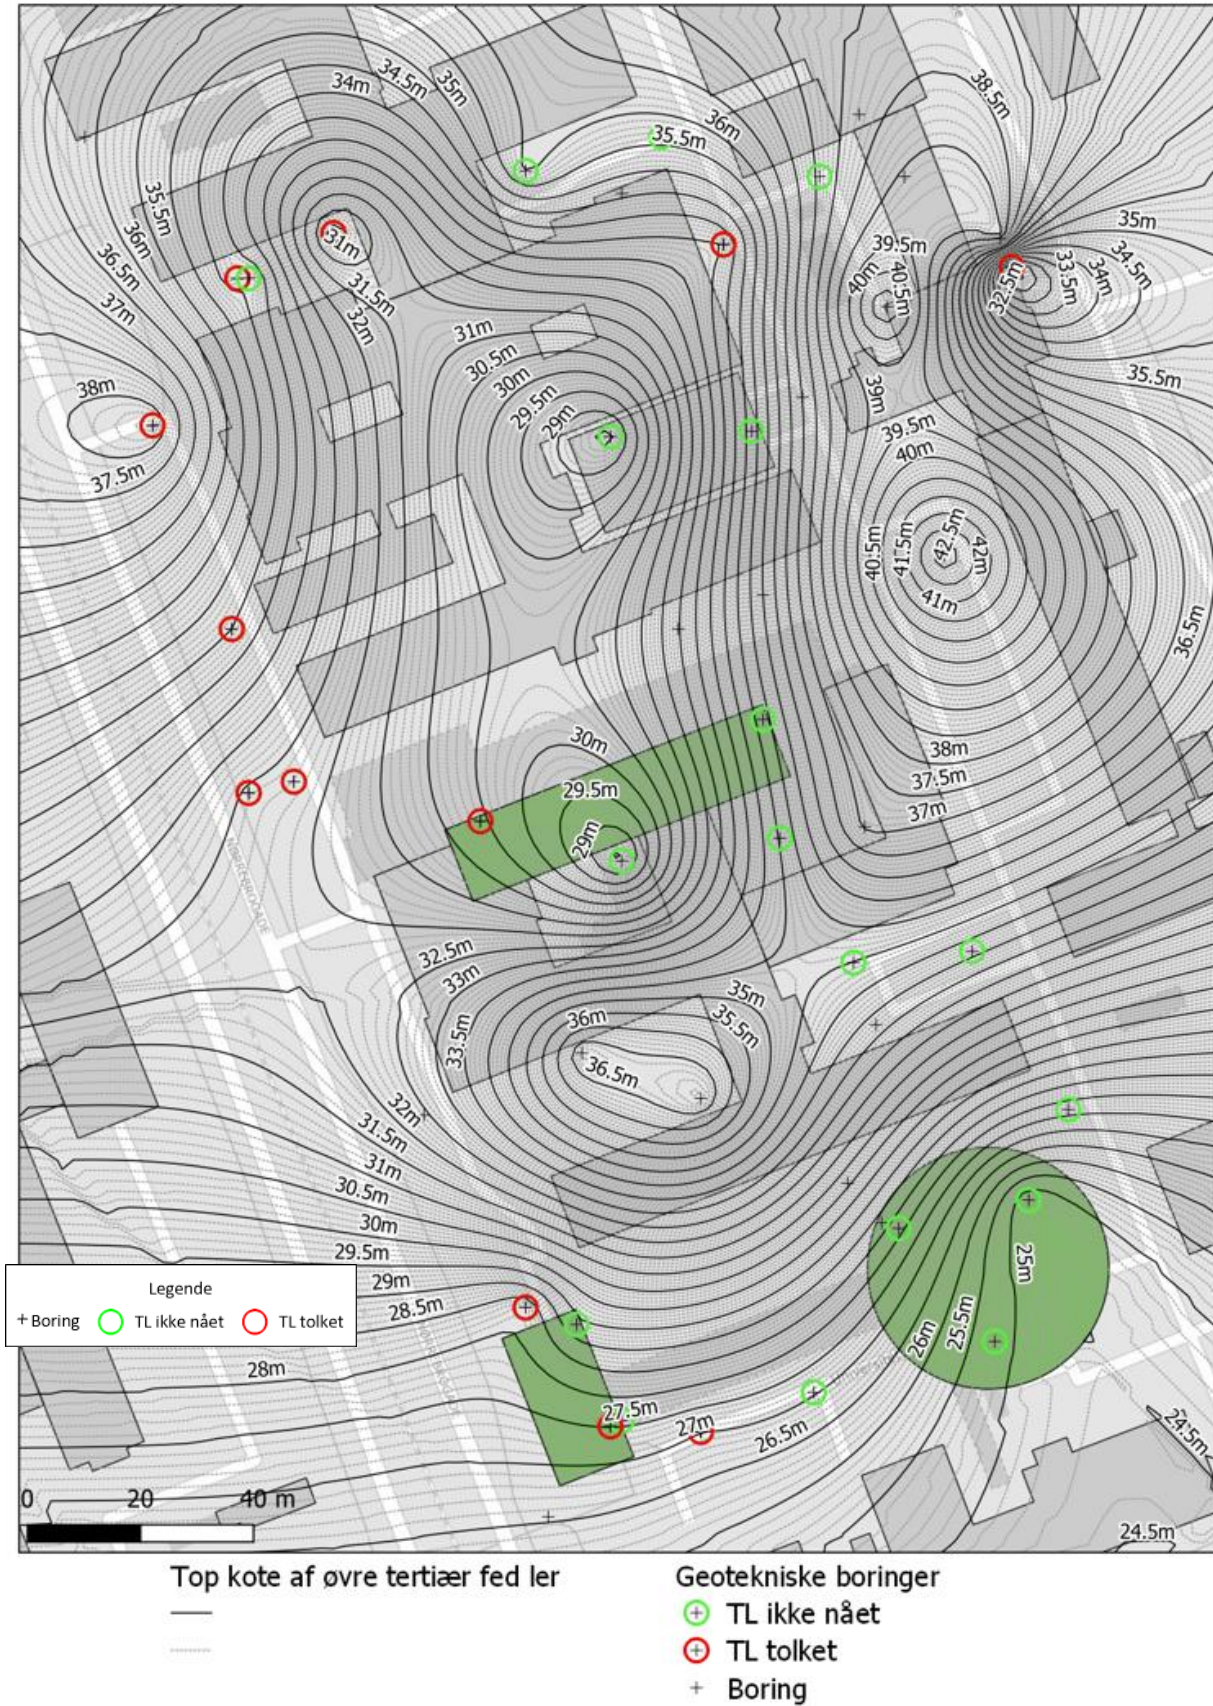 34m
34.5m
35m
38.5m
36m
35.5m
35.5m
36m
36.5m
37m
31m
31.5m
32m
39.5m
40m
40.5m
32.5m
33.5m
34m
34.5m
35m
35.5m
31m
30.5m
30m
29.5m
29m
38m
37.5m
39m
39.5m
40m
40.5m
41.5m
42.5m
42m
41m
36.5m
30m
29.5m
29m
38m
37.5m
37m
32.5m
33m
33.5m
35m
35.5m
36m
36.5m
32m
31.5m
31m
30.5m
30m
29.5m
29m
28.5m
28m
Legende
Boring TL ikke nået TL tolket
25m
25.5m
26m
27.5m
27m
26.5m
24.5m
24.5m
0 20 40 m
Top kote af øvre tertiær fed ler
Geotekniske boringer
TL ikke nået
TL tolket
Boring